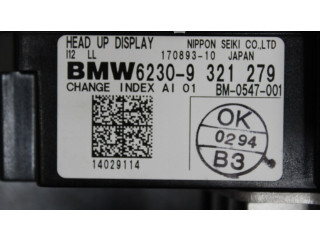 HEAD UP DISPLAY NIPPON SEIKI CO.,LTD
I12 LL 170893-10 JAPAN
BMW 6230-9 321 279
CHANGE INDEX AI 01 BM-0547-001
14029114
OK
0294
B3